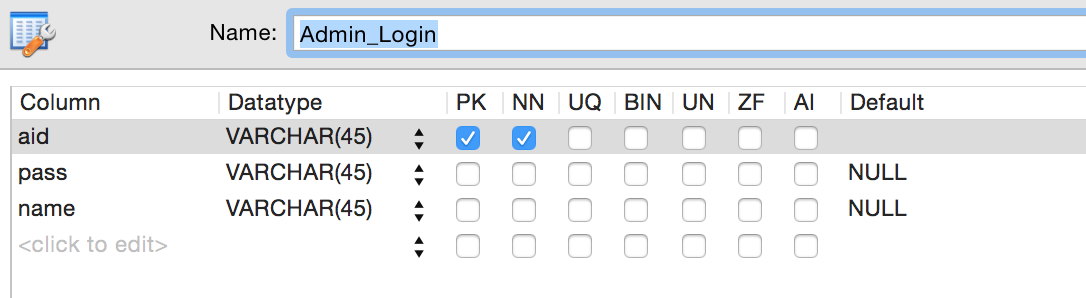 Name: Admin_Login
Column Datatype PK NN UQ BIN UN ZF AI Default
aid VARCHAR(45)
pass VARCHAR(45) NULL
name VARCHAR(45) NULL
<click to edit>